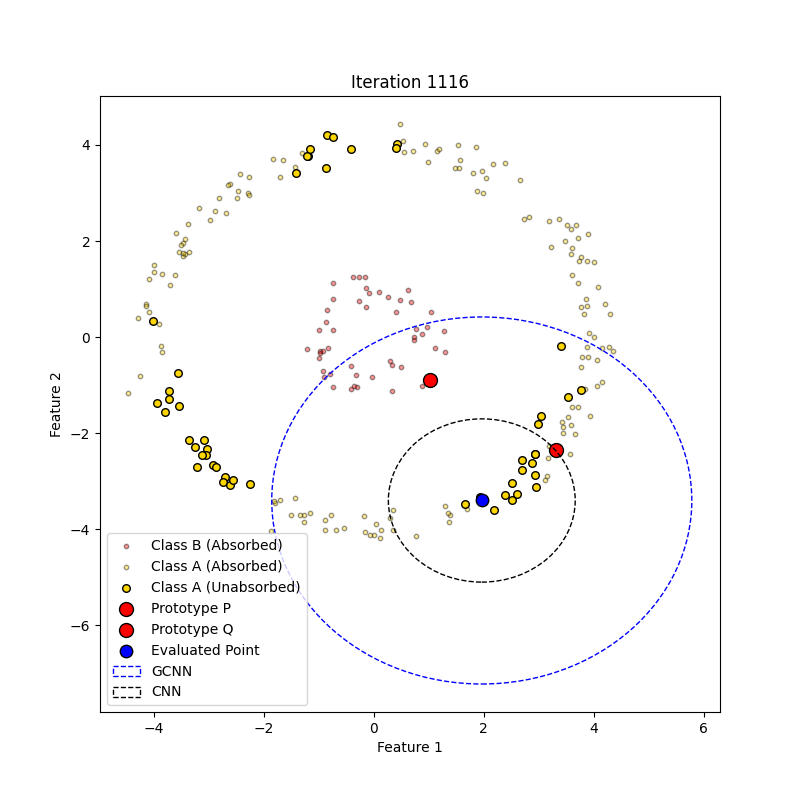 Iteration 1116
Feature 2
4
2
0
−2
−4
−6
Class B (Absorbed)
Class A (Absorbed)
Class A (Unabsorbed)
Prototype P
Prototype Q
Evaluated Point
GCNN
CNN
−4
−2
0
2
4
6
Feature 1